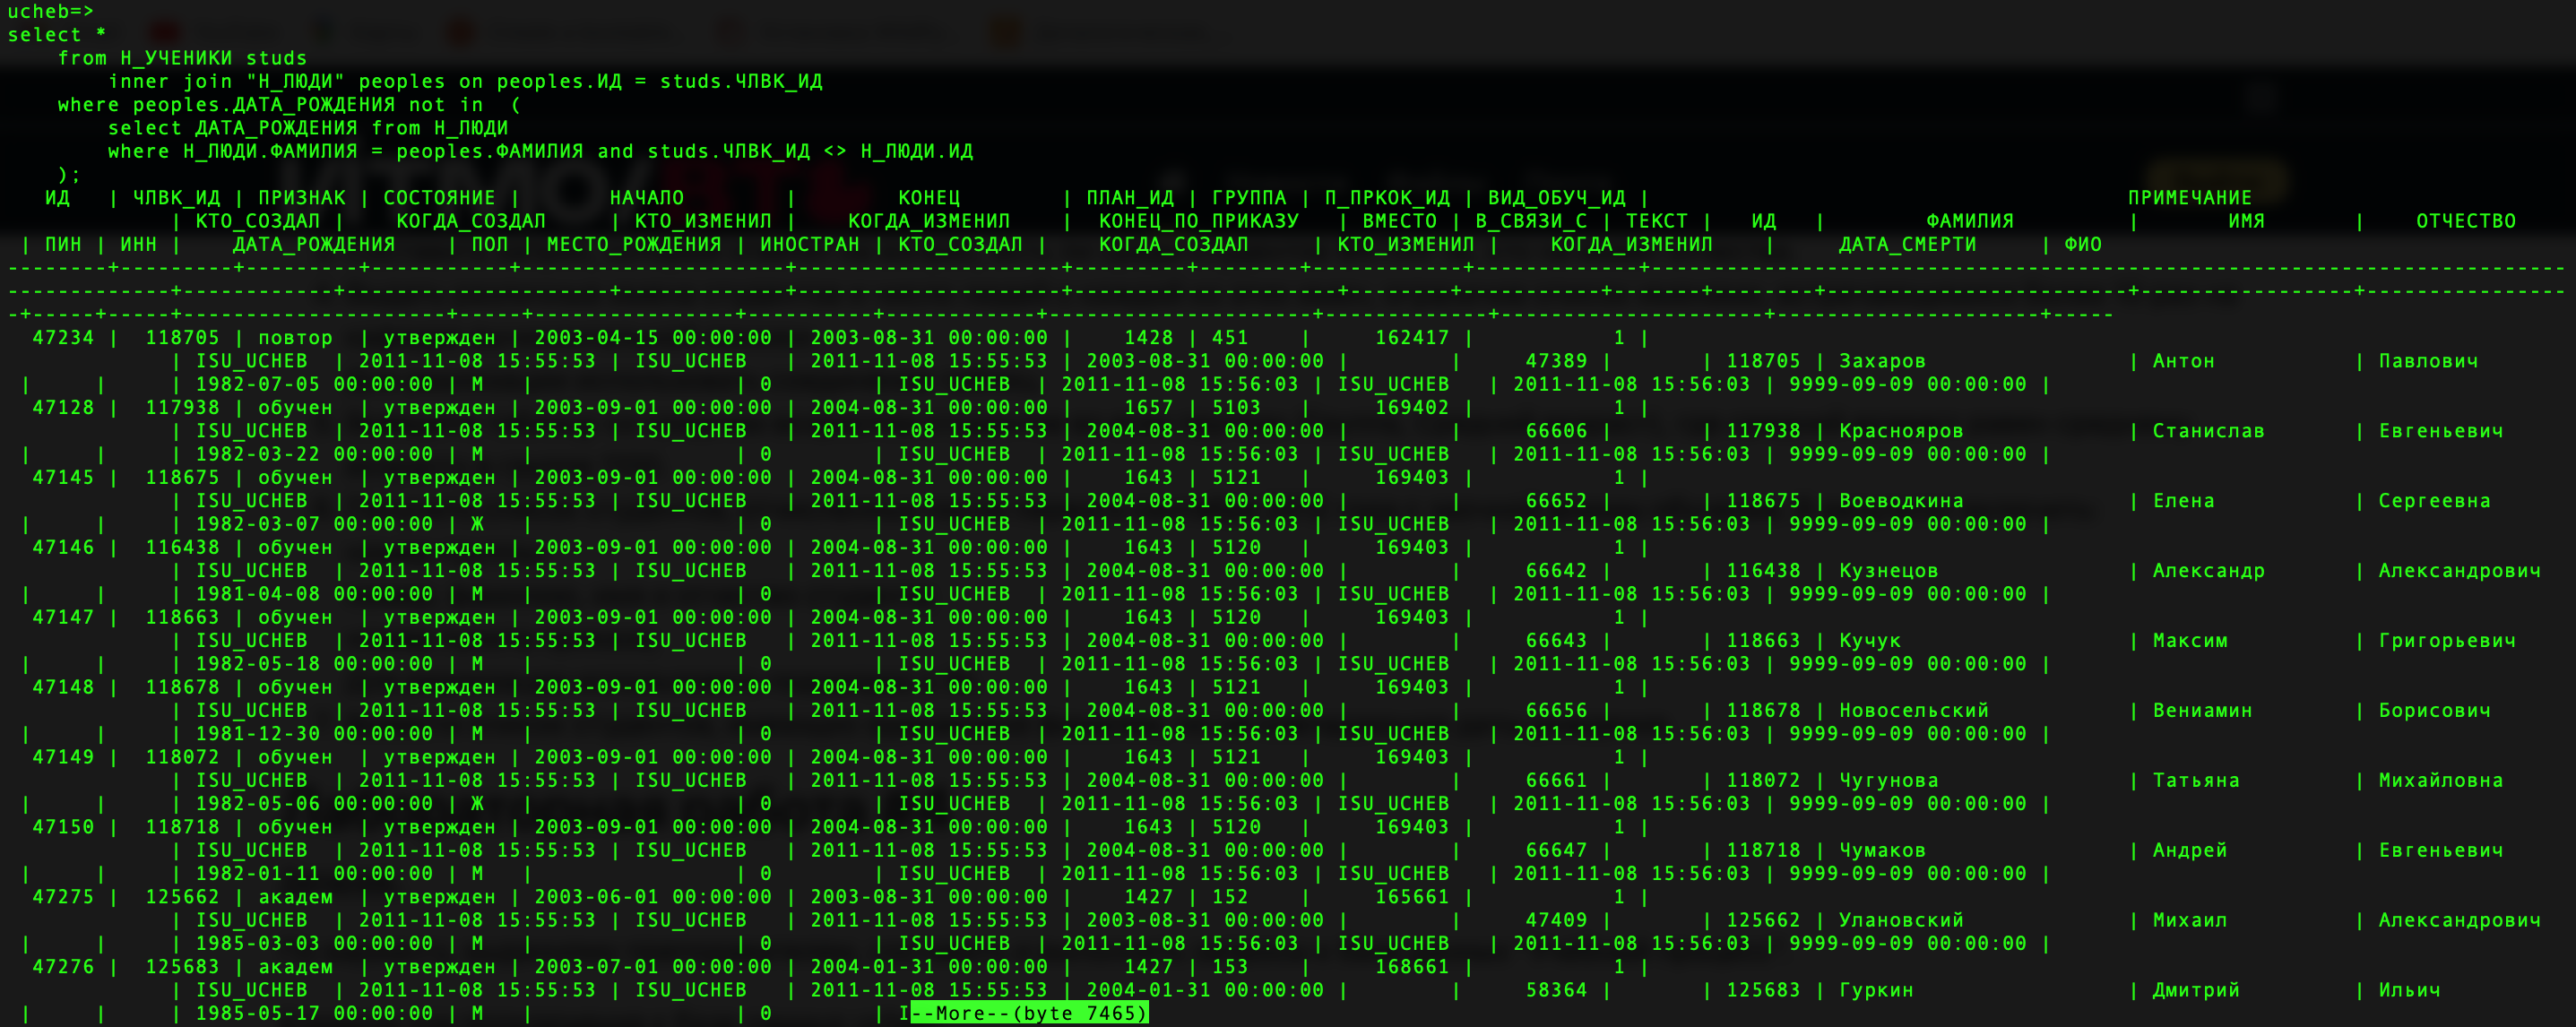 ucheb=>
select *
    from Н_УЧЕНИКИ studs
        inner join "Н_ЛЮДИ" peoples on peoples.ИД = studs.ЧЛВК_ИД
    where peoples.ДАТА_РОЖДЕНИЯ not in  (
        select ДАТА_РОЖДЕНИЯ from Н_ЛЮДИ
        where Н_ЛЮДИ.ФАМИЛИЯ = peoples.ФАМИЛИЯ and studs.ЧЛВК_ИД <> Н_ЛЮДИ.ИД
    );
ИД | ЧЛВК_ИД | ПРИЗНАК | СОСТОЯНИЕ | НАЧАЛО | КОНЕЦ | ПЛАН_ИД | ГРУППА | П_ПРКОК_ИД | ВИД_ОБУЧ_ИД | ПРИМЕЧАНИЕ
| КТО_СОЗДАЛ | КОГДА_СОЗДАЛ | КТО_ИЗМЕНИЛ | КОГДА_ИЗМЕНИЛ | КОНЕЦ_ПО_ПРИКАЗУ | ВМЕСТО | В_СВЯЗИ_С | ТЕКСТ | ИД | ФАМИЛИЯ | ИМЯ | ОТЧЕСТВО
| ПИН | ИНН | ДАТА_РОЖДЕНИЯ | ПОЛ | МЕСТО_РОЖДЕНИЯ | ИНОСТРАН | КТО_СОЗДАЛ | КОГДА_СОЗДАЛ | КТО_ИЗМЕНИЛ | КОГДА_ИЗМЕНИЛ | ДАТА_СМЕРТИ | ФИО
47234 | 118705 | повтор | утвержден | 2003-04-15 00:00:00 | 2003-08-31 00:00:00 | 1428 | 451 | 162417 | 1 |
| ISU_UCHEB | 2011-11-08 15:55:53 | ISU_UCHEB | 2011-11-08 15:55:53 | 2003-08-31 00:00:00 | | 47389 | | 118705 | Захаров | Антон | Павлович
| | | 1982-07-05 00:00:00 | М | | 0 | ISU_UCHEB | 2011-11-08 15:56:03 | ISU_UCHEB | 2011-11-08 15:56:03 | 9999-09-09 00:00:00 |
47128 | 117938 | обучен | утвержден | 2003-09-01 00:00:00 | 2004-08-31 00:00:00 | 1657 | 5103 | 169402 | 1 |
| ISU_UCHEB | 2011-11-08 15:55:53 | ISU_UCHEB | 2011-11-08 15:55:53 | 2004-08-31 00:00:00 | | 66606 | | 117938 | Краснояров | Станислав | Евгеньевич
| | | 1982-03-22 00:00:00 | М | | 0 | ISU_UCHEB | 2011-11-08 15:56:03 | ISU_UCHEB | 2011-11-08 15:56:03 | 9999-09-09 00:00:00 |
47145 | 118675 | обучен | утвержден | 2003-09-01 00:00:00 | 2004-08-31 00:00:00 | 1643 | 5121 | 169403 | 1 |
| ISU_UCHEB | 2011-11-08 15:55:53 | ISU_UCHEB | 2011-11-08 15:55:53 | 2004-08-31 00:00:00 | | 66652 | | 118675 | Воеводкина | Елена | Сергеевна
| | | 1982-03-07 00:00:00 | Ж | | 0 | ISU_UCHEB | 2011-11-08 15:56:03 | ISU_UCHEB | 2011-11-08 15:56:03 | 9999-09-09 00:00:00 |
47146 | 116438 | обучен | утвержден | 2003-09-01 00:00:00 | 2004-08-31 00:00:00 | 1643 | 5120 | 169403 | 1 |
| ISU_UCHEB | 2011-11-08 15:55:53 | ISU_UCHEB | 2011-11-08 15:55:53 | 2004-08-31 00:00:00 | | 66642 | | 116438 | Кузнецов | Александр | Александрович
| | | 1981-04-08 00:00:00 | М | | 0 | ISU_UCHEB | 2011-11-08 15:56:03 | ISU_UCHEB | 2011-11-08 15:56:03 | 9999-09-09 00:00:00 |
47147 | 118663 | обучен | утвержден | 2003-09-01 00:00:00 | 2004-08-31 00:00:00 | 1643 | 5120 | 169403 | 1 |
| ISU_UCHEB | 2011-11-08 15:55:53 | ISU_UCHEB | 2011-11-08 15:55:53 | 2004-08-31 00:00:00 | | 66643 | | 118663 | Кучук | Максим | Григорьевич
| | | 1982-05-18 00:00:00 | М | | 0 | ISU_UCHEB | 2011-11-08 15:56:03 | ISU_UCHEB | 2011-11-08 15:56:03 | 9999-09-09 00:00:00 |
47148 | 118678 | обучен | утвержден | 2003-09-01 00:00:00 | 2004-08-31 00:00:00 | 1643 | 5121 | 169403 | 1 |
| ISU_UCHEB | 2011-11-08 15:55:53 | ISU_UCHEB | 2011-11-08 15:55:53 | 2004-08-31 00:00:00 | | 66656 | | 118678 | Новосельский | Вениамин | Борисович
| | | 1981-12-30 00:00:00 | М | | 0 | ISU_UCHEB | 2011-11-08 15:56:03 | ISU_UCHEB | 2011-11-08 15:56:03 | 9999-09-09 00:00:00 |
47149 | 118072 | обучен | утвержден | 2003-09-01 00:00:00 | 2004-08-31 00:00:00 | 1643 | 5121 | 169403 | 1 |
| ISU_UCHEB | 2011-11-08 15:55:53 | ISU_UCHEB | 2011-11-08 15:55:53 | 2004-08-31 00:00:00 | | 66661 | | 118072 | Чугунова | Татьяна | Михайловна
| | | 1982-05-06 00:00:00 | Ж | | 0 | ISU_UCHEB | 2011-11-08 15:56:03 | ISU_UCHEB | 2011-11-08 15:56:03 | 9999-09-09 00:00:00 |
47150 | 118718 | обучен | утвержден | 2003-09-01 00:00:00 | 2004-08-31 00:00:00 | 1643 | 5120 | 169403 | 1 |
| ISU_UCHEB | 2011-11-08 15:55:53 | ISU_UCHEB | 2011-11-08 15:55:53 | 2004-08-31 00:00:00 | | 66647 | | 118718 | Чумаков | Андрей | Евгеньевич
| | | 1982-01-11 00:00:00 | М | | 0 | ISU_UCHEB | 2011-11-08 15:56:03 | ISU_UCHEB | 2011-11-08 15:56:03 | 9999-09-09 00:00:00 |
47275 | 125662 | академ | утвержден | 2003-06-01 00:00:00 | 2003-08-31 00:00:00 | 1427 | 152 | 165661 | 1 |
| ISU_UCHEB | 2011-11-08 15:55:53 | ISU_UCHEB | 2011-11-08 15:55:53 | 2003-08-31 00:00:00 | | 47409 | | 125662 | Улановский | Михаил | Александрович
| | | 1985-03-03 00:00:00 | М | | 0 | ISU_UCHEB | 2011-11-08 15:56:03 | ISU_UCHEB | 2011-11-08 15:56:03 | 9999-09-09 00:00:00 |
47276 | 125683 | академ | утвержден | 2003-07-01 00:00:00 | 2004-01-31 00:00:00 | 1427 | 153 | 168661 | 1 |
| ISU_UCHEB | 2011-11-08 15:55:53 | ISU_UCHEB | 2011-11-08 15:55:53 | 2004-01-31 00:00:00 | | 58364 | | 125683 | Гуркин | Дмитрий | Ильич
| | | 1985-05-17 00:00:00 | М | | 0 | I--More--(byte 7465)